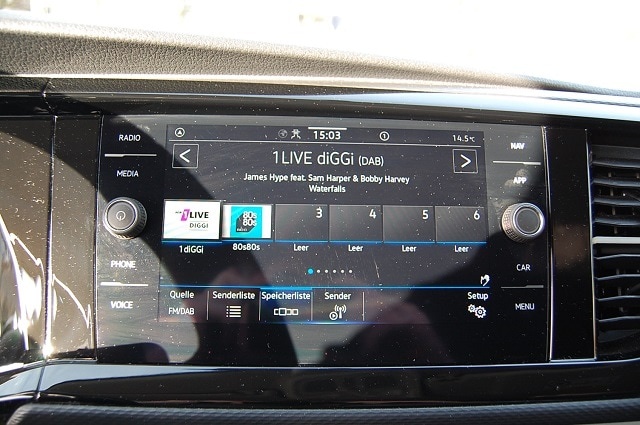 RADIO
MEDIA
PHONE
VOICE
15:03
14.5°C
1LIVE diGGi (DAB)
James Hype feat. Sam Harper & Bobby Harvey
Waterfalls
1LIVE
DIGGI
80s
80s
3 4 5 6
1diGGi 80s80s Leer Leer Leer Leer
Quelle Senderliste Speicherliste Sender Setup
FM/DAB
NAV
APP
CAR
MENU